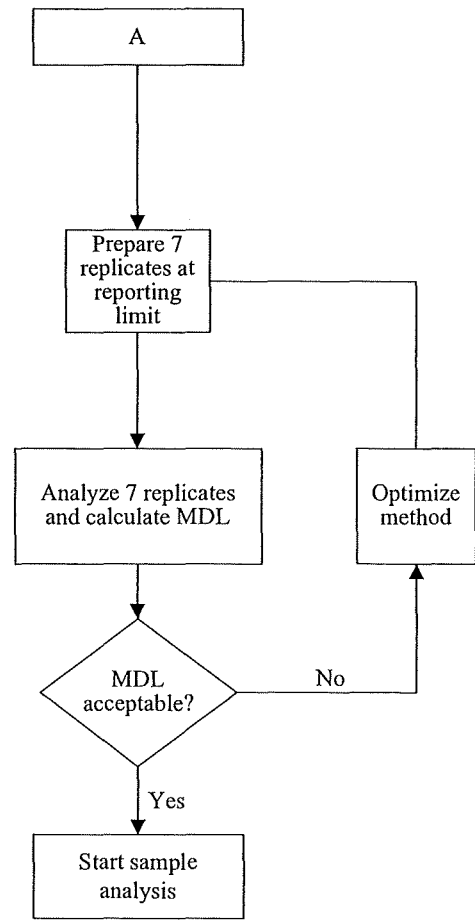 A
Prepare 7
replicates at
reporting
limit
Analyze 7 replicates
and calculate MDL
Optimize
method
MDL
acceptable?
No
Yes
Start sample
analysis